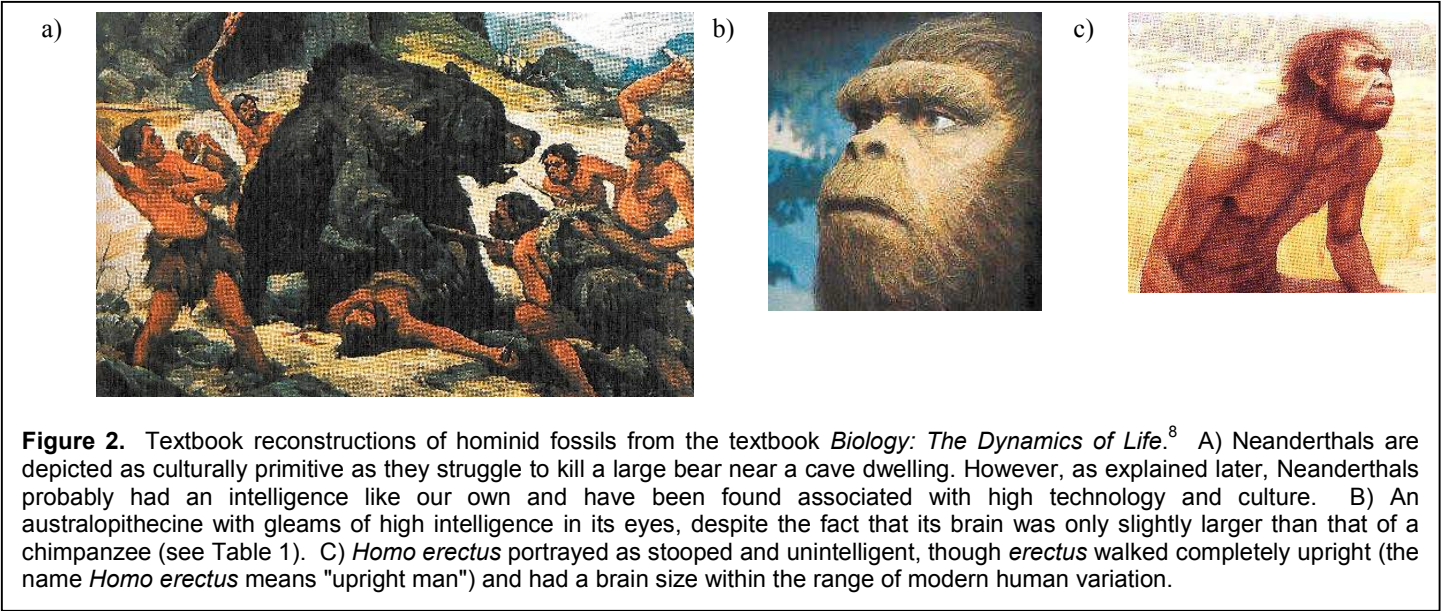 a)
b)
c)
Figure 2. Textbook reconstructions of hominid fossils from the textbook Biology: The Dynamics of Life.8 A) Neanderthals are
depicted as culturally primitive as they struggle to kill a large bear near a cave dwelling. However, as explained later, Neanderthals
probably had an intelligence like our own and have been found associated with high technology and culture. B) An
australopithecine with gleams of high intelligence in its eyes, despite the fact that its brain was only slightly larger than that of a
chimpanzee (see Table 1). C) Homo erectus portrayed as stooped and unintelligent, though erectus walked completely upright (the
name Homo erectus means "upright man") and had a brain size within the range of modern human variation.